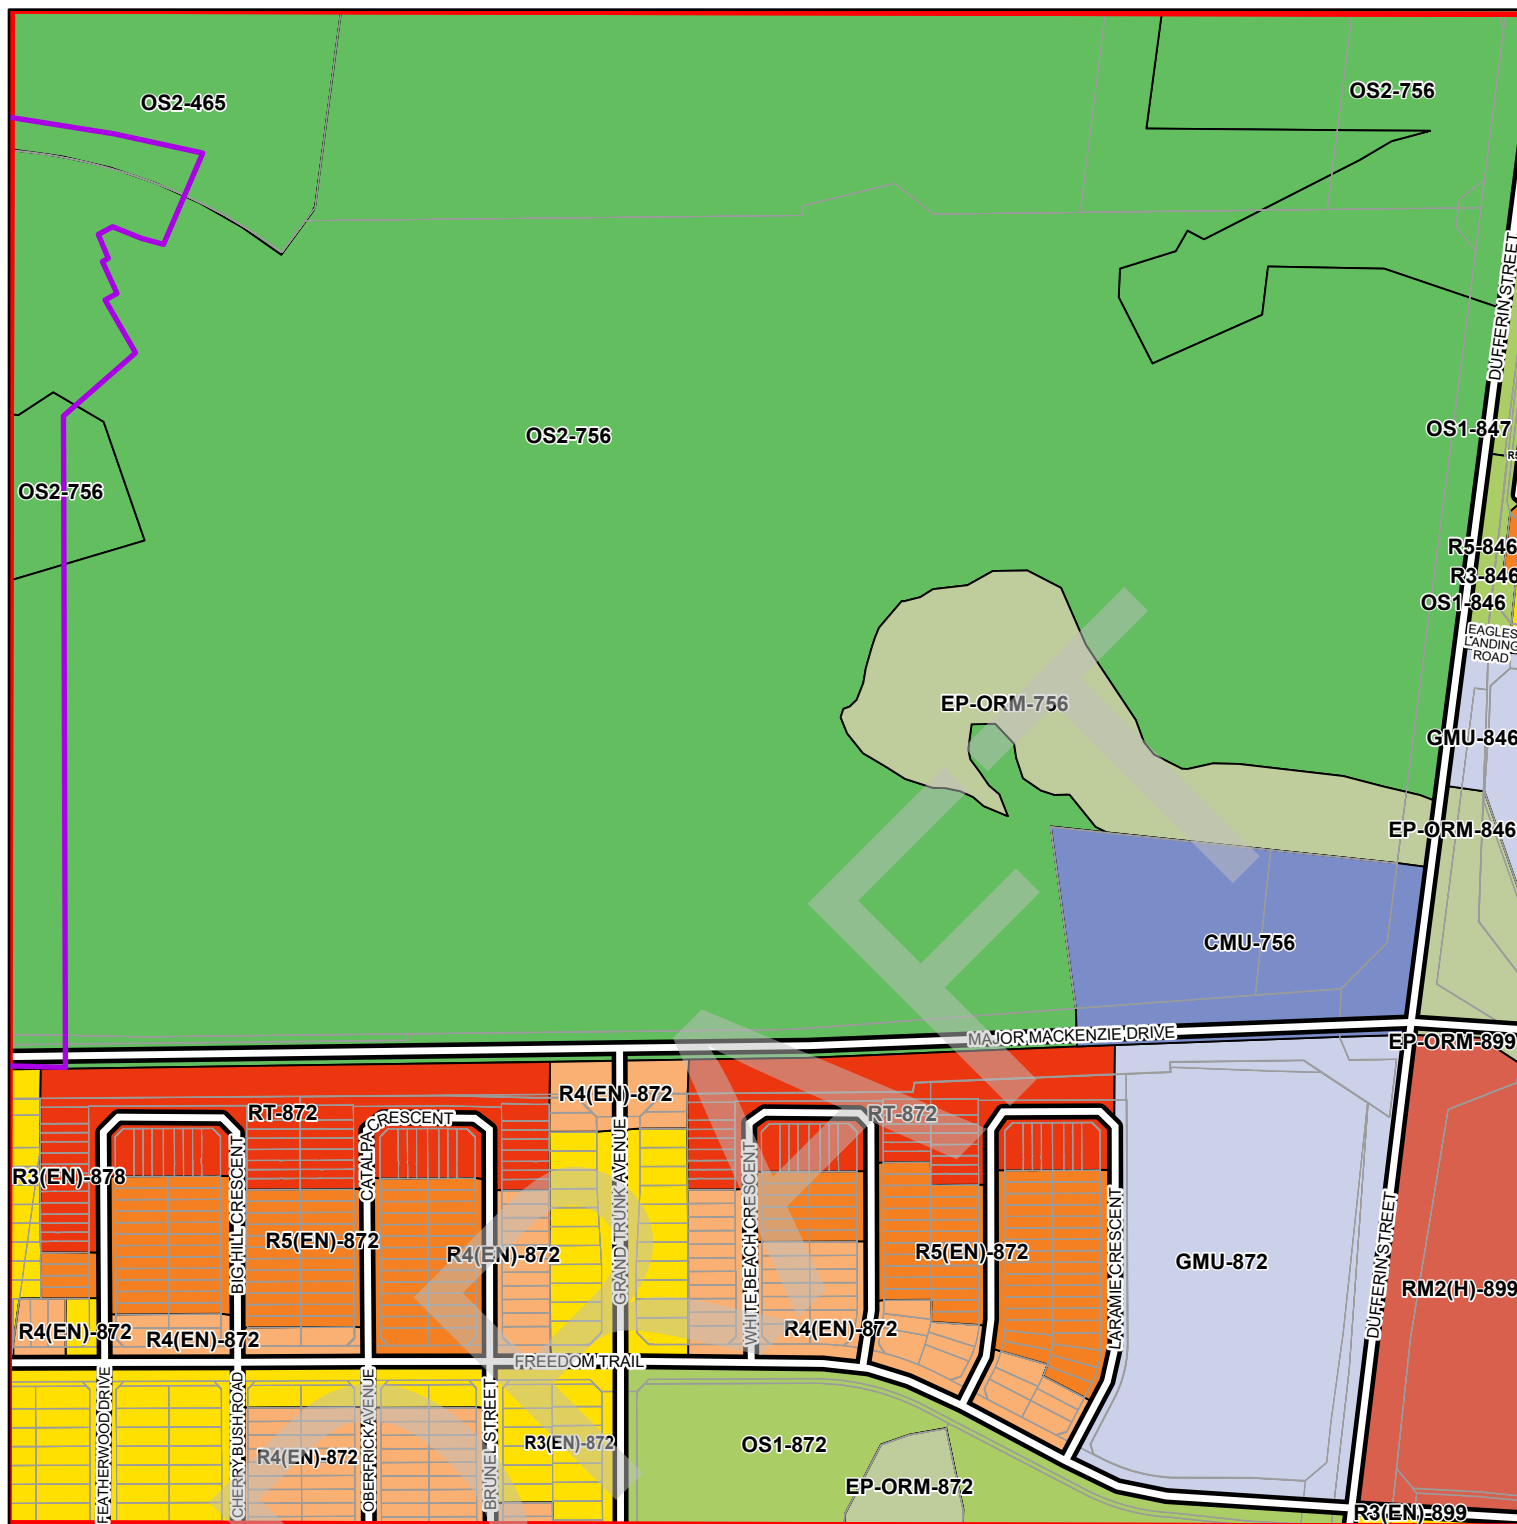 OS2-465
OS2-756
DUFFERIN STREET
OS1-847
OS2-756
OS2-756
R5-846
R3-846
OS1-846
EAGLES
LANDING
ROAD
EP-ORM-756
GMU-846
EP-ORM-846
CMU-756
MAJOR MACKENZIE DRIVE
EP-ORM-899
R4(EN)-872
RT-872
CATALPA CRESCENT
RT-872
BIG HILL CRESCENT
GRAND TRUNK AVENUE
WHITE BEACH CRESCENT
LARAMIE CRESCENT
R3(EN)-878
R5(EN)-872
R4(EN)-872
R5(EN)-872
GMU-872
DUFFERIN STREET
RM2(H)-899
R4(EN)-872
R4(EN)-872
R4(EN)-872
FREEDOM TRAIL
FEATHERWOOD DRIVE
CHERRY BUSH ROAD
OBERFRICK AVENUE
BRUNEL STREET
R4(EN)-872
R3(EN)-872
OS1-872
EP-ORM-872
R3(EN)-899
DRAFT